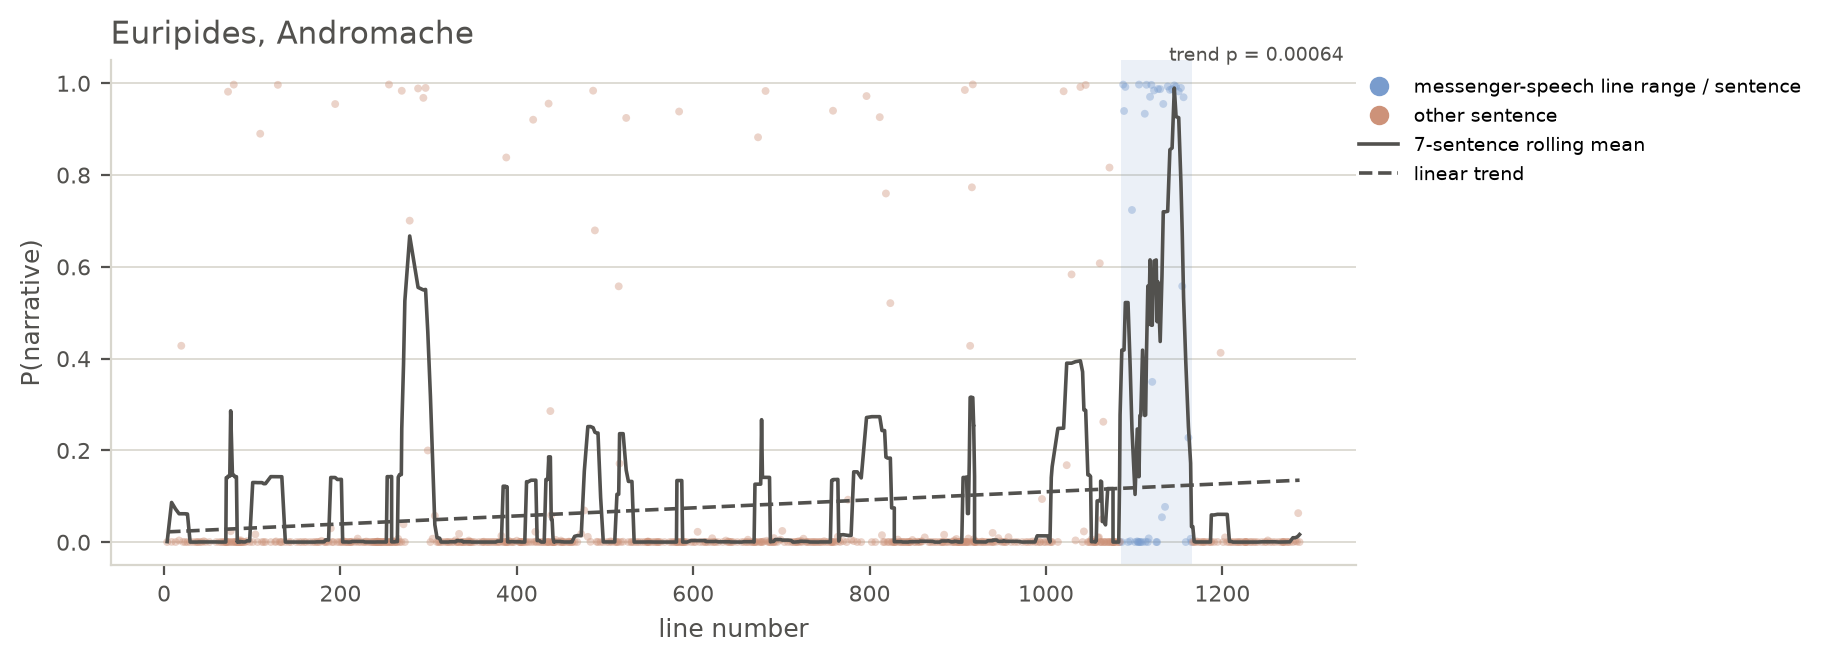 Euripides, Andromache
trend p = 0.00064
messenger-speech line range / sentence
other sentence
7-sentence rolling mean
linear trend
P(narrative)
1.0
0.8
0.6
0.4
0.2
0.0
0 200 400 600 800 1000 1200
line number